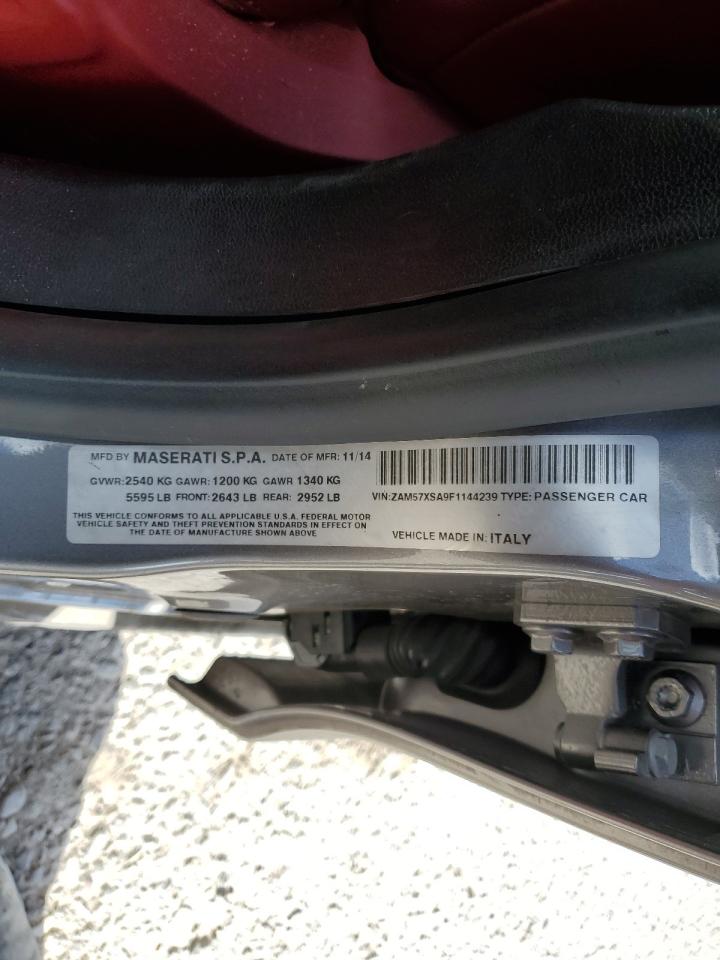 MFD BY MASERATI S.P.A. DATE OF MFR: 11/14
GVWR: 2540 KG GAWR: 1200 KG GAWR 1340 KG
5595 LB FRONT: 2643 LB REAR: 2952 LB
THIS VEHICLE CONFORMS TO ALL APPLICABLE U.S.A. FEDERAL MOTOR
VEHICLE SAFETY AND THEFT PREVENTION STANDARDS IN EFFECT ON
THE DATE OF MANUFACTURE SHOWN ABOVE
VIN: ZAM57XSA9F1144239 TYPE: PASSENGER CAR
VEHICLE MADE IN: ITALY